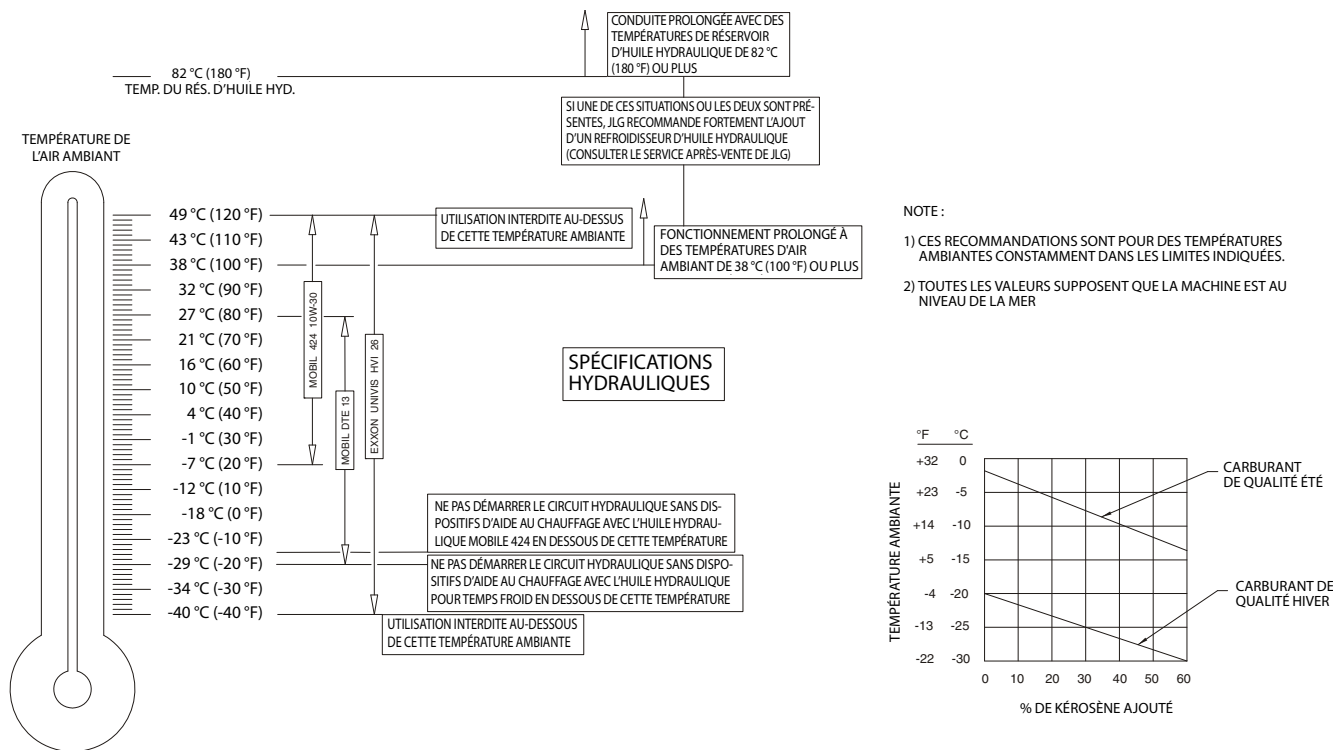 CONDUITE PROLONGÉE AVEC DES
TEMPÉRATURES DE RÉSERVOIR
D'HUILE HYDRAULIQUE DE 82 °C
(180 °F) OU PLUS
82 °C (180 °F)
TEMP. DU RÉS. D'HUILE HYD.
SI UNE DE CES SITUATIONS OU LES DEUX SONT PRÉ-
SENTES, JLG RECOMMANDE FORTEMENT L'AJOUT
D'UN REFROIDISSEUR D'HUILE HYDRAULIQUE
(CONSULTER LE SERVICE APRÈS-VENTE DE JLG)
TEMPÉRATURE DE
L'AIR AMBIANT
49 °C (120 °F)
43 °C (110 °F)
38 °C (100 °F)
32 °C (90 °F)
27 °C (80 °F)
21 °C (70 °F)
16 °C (60 °F)
10 °C (50 °F)
4 °C (40 °F)
-1 °C (30 °F)
-7 °C (20 °F)
-12 °C (10 °F)
-18 °C (0 °F)
-23 °C (-10 °F)
-29 °C (-20 °F)
-34 °C (-30 °F)
-40 °C (-40 °F)
MOBIL 424 10W-30
MOBIL DTE 13
EXXON UNIVIS HVI 26
UTILISATION INTERDITE AU-DESSUS
DE CETTE TEMPÉRATURE AMBIANTE
FONCTIONNEMENT PROLONGÉ À
DES TEMPÉRATURES D'AIR
AMBIANT DE 38 °C (100 °F) OU PLUS
SPÉCIFICATIONS
HYDRAULIQUES
NE PAS DÉMARRER LE CIRCUIT HYDRAULIQUE SANS DIS-
POSITIFS D'AIDE AU CHAUFFAGE AVEC L'HUILE HYDRAU-
LIQUE MOBILE 424 EN DESSOUS DE CETTE TEMPÉRATURE
NE PAS DÉMARRER LE CIRCUIT HYDRAULIQUE SANS DISPO-
SITIFS D'AIDE AU CHAUFFAGE AVEC L'HUILE HYDRAULIQUE
POUR TEMPS FROID EN DESSOUS DE CETTE TEMPÉRATURE
UTILISATION INTERDITE AU-DESSOUS
DE CETTE TEMPÉRATURE AMBIANTE
NOTE :
1) CES RECOMMANDATIONS SONT POUR DES TEMPÉRATURES
AMBIANTES CONSTAMMENT DANS LES LIMITES INDIQUÉES.
2) TOUTES LES VALEURS SUPPOSENT QUE LA MACHINE EST AU
NIVEAU DE LA MER
°F °C
+32 0
+23 -5
+14 -10
+5 -15
-4 -20
-13 -25
-22 -30
TEMPÉRATURE AMBIANTE
CARBURANT
DE QUALITÉ ÉTÉ
CARBURANT DE
QUALITÉ HIVER
0 10 20 30 40 50 60
% DE KÉROSÈNE AJOUTÉ